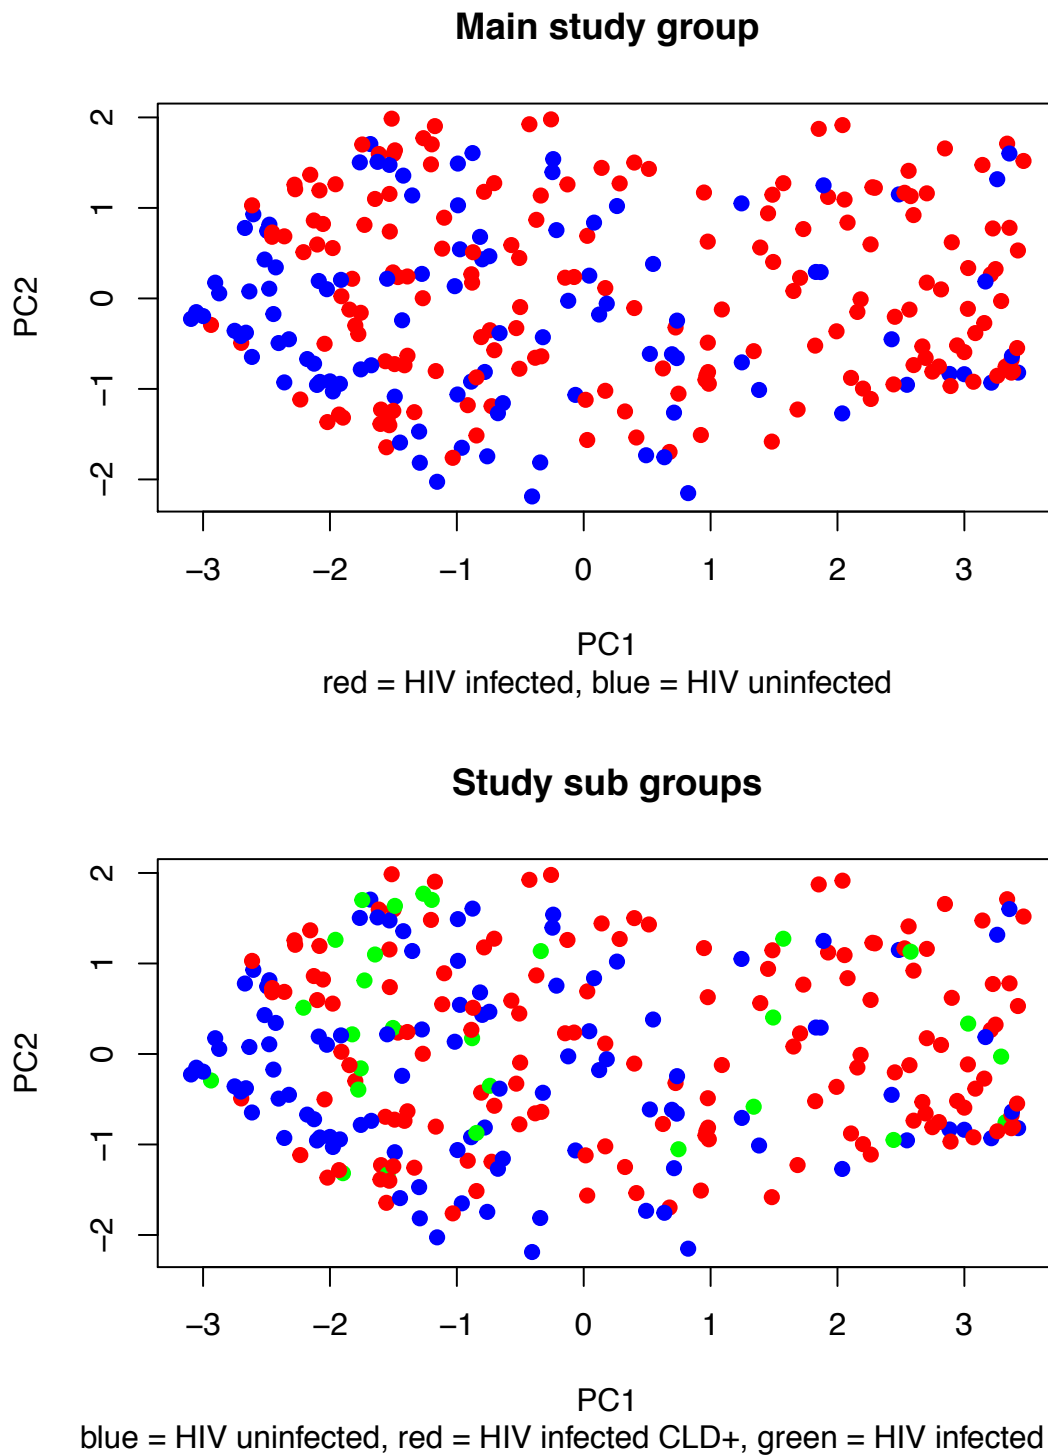 Main study group
PC2
2
1
0
−1
−2
−3 −2 −1 0 1 2 3
PC1
red = HIV infected, blue = HIV uninfected
Study sub groups
PC2
2
1
0
−1
−2
−3 −2 −1 0 1 2 3
PC1
blue = HIV uninfected, red = HIV infected CLD+, green = HIV infected